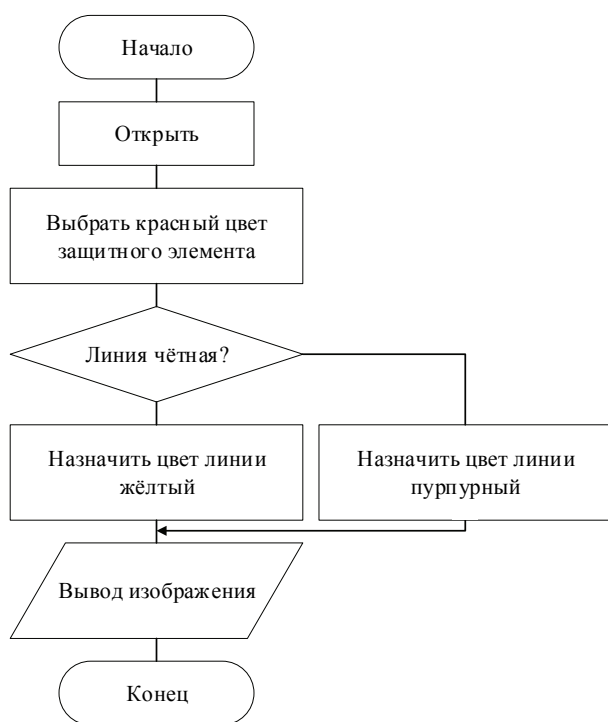 Начало
Открыть
Выбрать красный цвет
защитного элемента
Линия чётная?
Назначить цвет линии
жёлтый
Назначить цвет линии
пурпурный
Вывод изображения
Конец